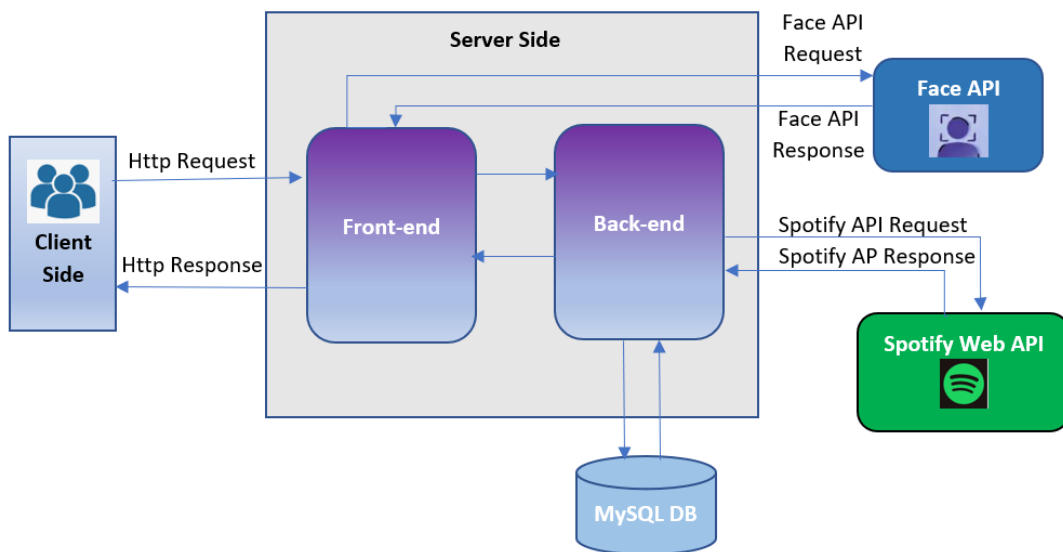 Server Side
Face API
Request
Face API
Face API
Response
Http Request
Front-end
Back-end
Client
Side
Http Response
Spotify API Request
Spotify AP Response
Spotify Web API
MySQL DB